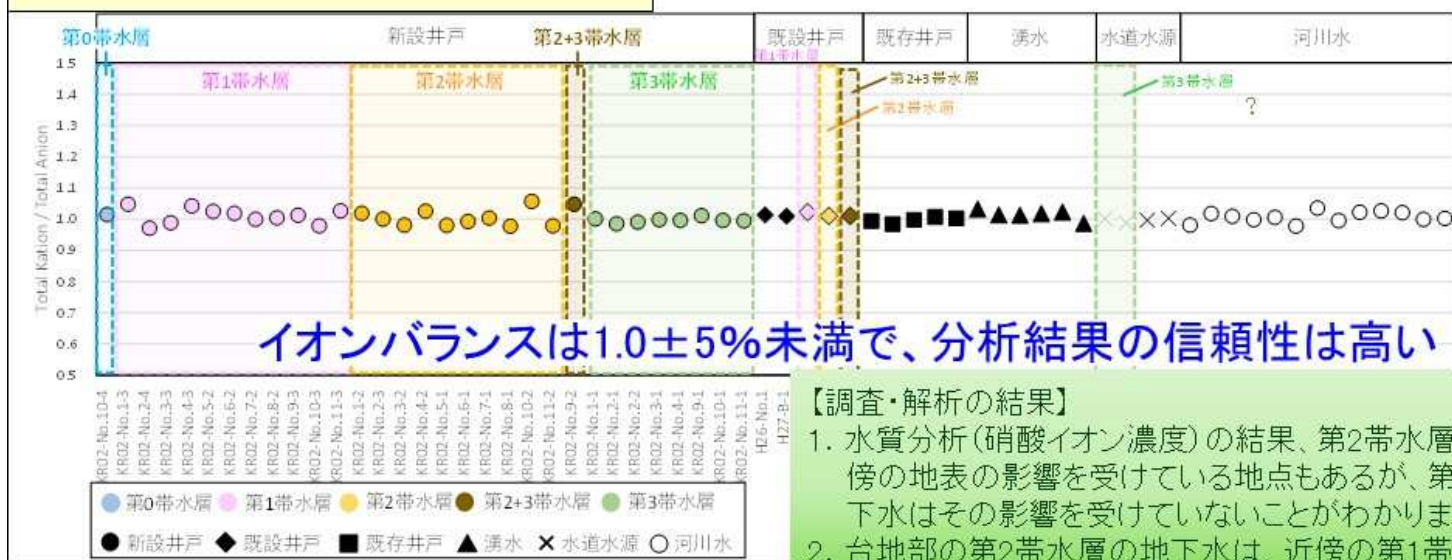 新設井戸
既設井戸
既存井戸
湧水
水道水源
河川水
第0帯水層
第2+3帯水層
第1帯水層
第1帯水層
第2帯水層
第3帯水層
第2+3帯水層
第2帯水層
第3帯水層
?
Total Kation / Total Anion
1.5
1.4
1.3
1.2
1.1
1.0
0.9
0.8
0.7
0.6
0.5
イオンバランスは1.0±5%未満で、分析結果の信頼性は高い
KR02-No.10-1
KR02-No.1-3
KR02-No.2-4
KR02-No.3-3
KR02-No.4-3
KR02-No.5-2
KR02-No.6-2
KR02-No.7-2
KR02-No.8-2
KR02-No.9-3
KR02-No.10-3
KR02-No.11-3
KR02-No.1-2
KR02-No.2-3
KR02-No.3-2
KR02-No.4-2
KR02-No.5-1
KR02-No.6-1
KR02-No.7-1
KR02-No.8-1
KR02-No.10-2
KR02-No.11-2
KR02-No.9-2
KR02-No.1-1
KR02-No.2-2
KR02-No.3-1
KR02-No.4-1
KR02-No.9-1
KR02-No.10-1
KR02-No.11-1
H26-No.1
H27-B-1
第0帯水層 第1帯水層 第2帯水層 第2+3帯水層 第3帯水層
新設井戸 既設井戸 既存井戸 湧水 水道水源 河川水
【調査・解析の結果】
1. 水質分析(硝酸イオン濃度)の結果、第2帯水層
傍の地表の影響を受けている地点もあるが、第
下水はその影響を受けていないことがわかりま
2. 台地部の第2帯水層の地下水は、近傍の第1帯